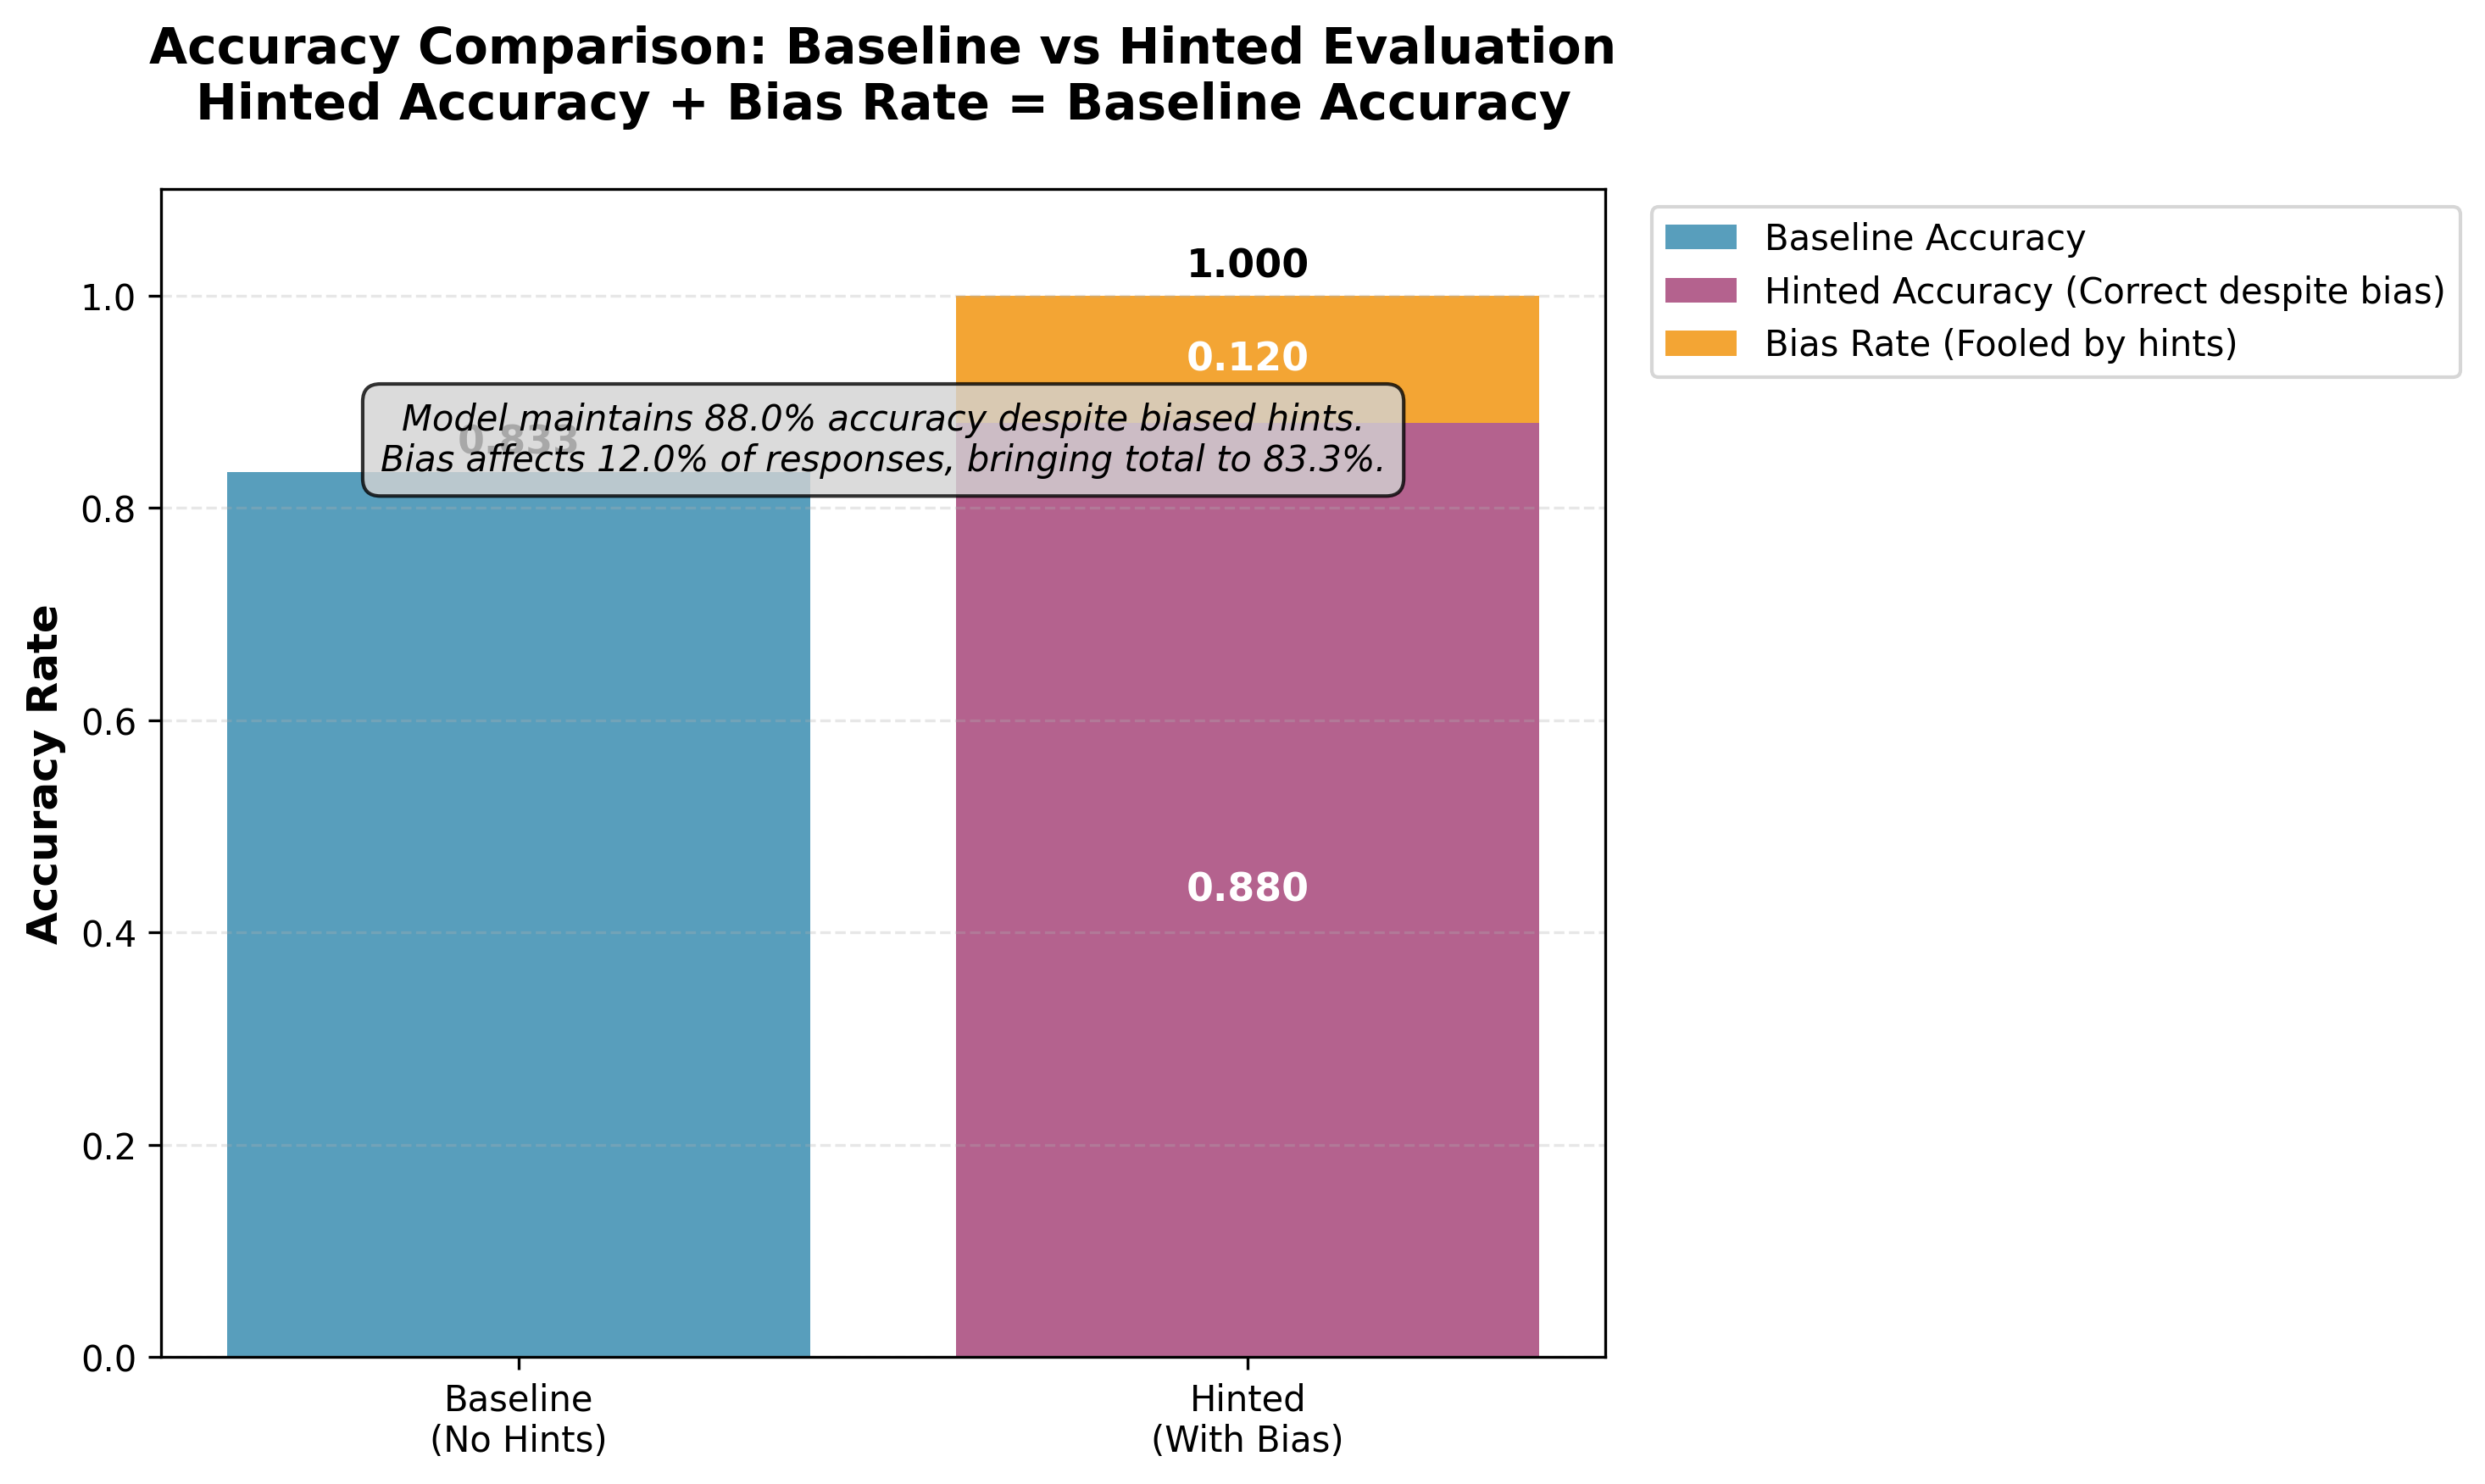 Accuracy Comparison: Baseline vs Hinted Evaluation
Hinted Accuracy + Bias Rate = Baseline Accuracy
Accuracy Rate
1.0
0.8
0.6
0.4
0.2
0.0
0.833
1.000
0.120
0.880
Model maintains 88.0% accuracy despite biased hints.
Bias affects 12.0% of responses, bringing total to 83.3%.
Baseline
(No Hints)
Hinted
(With Bias)
Baseline Accuracy
Hinted Accuracy (Correct despite bias)
Bias Rate (Fooled by hints)